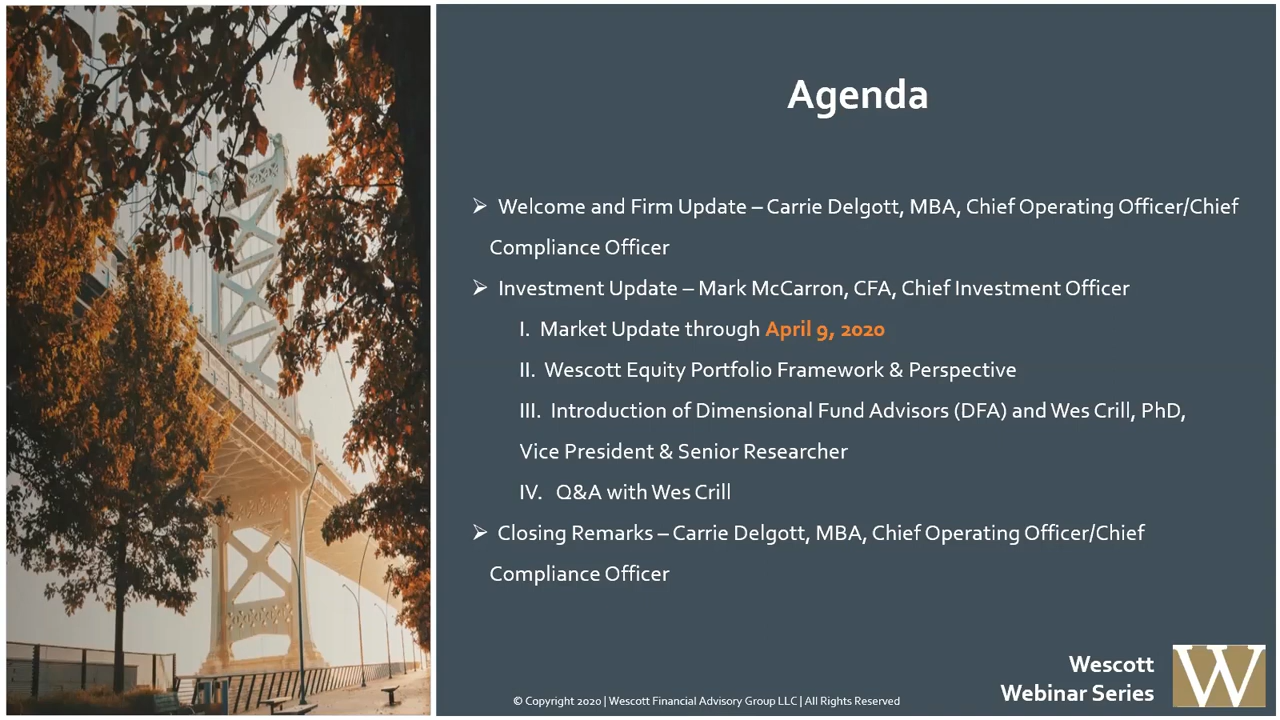 Agenda
➢ Welcome and Firm Update – Carrie Delgott, MBA, Chief Operating Officer/Chief
Compliance Officer
➢ Investment Update – Mark McCarron, CFA, Chief Investment Officer
I. Market Update through April 9, 2020
II. Wescott Equity Portfolio Framework & Perspective
III. Introduction of Dimensional Fund Advisors (DFA) and Wes Crill, PhD,
Vice President & Senior Researcher
IV. Q&A with Wes Crill
➢ Closing Remarks – Carrie Delgott, MBA, Chief Operating Officer/Chief
Compliance Officer
Wescott
Webinar Series
W
© Copyright 2020 | Wescott Financial Advisory Group LLC | All Rights Reserved